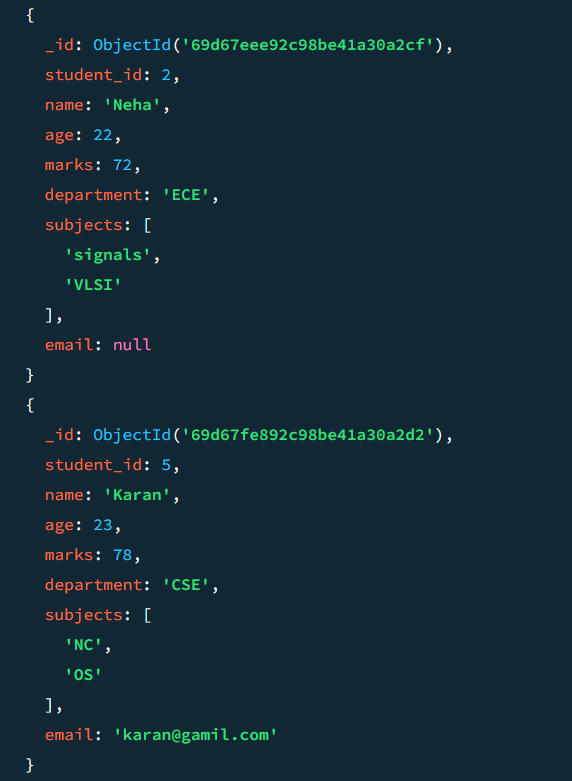 {
_id: ObjectId('69d67eee92c98be41a30a2cf'),
student_id: 2,
name: 'Neha',
age: 22,
marks: 72,
department: 'ECE',
subjects: [
'signals',
'VLSI'
],
email: null
}
{
_id: ObjectId('69d67fe892c98be41a30a2d2'),
student_id: 5,
name: 'Karan',
age: 23,
marks: 78,
department: 'CSE',
subjects: [
'NC',
'OS'
],
email: 'karan@gamil.com'
}